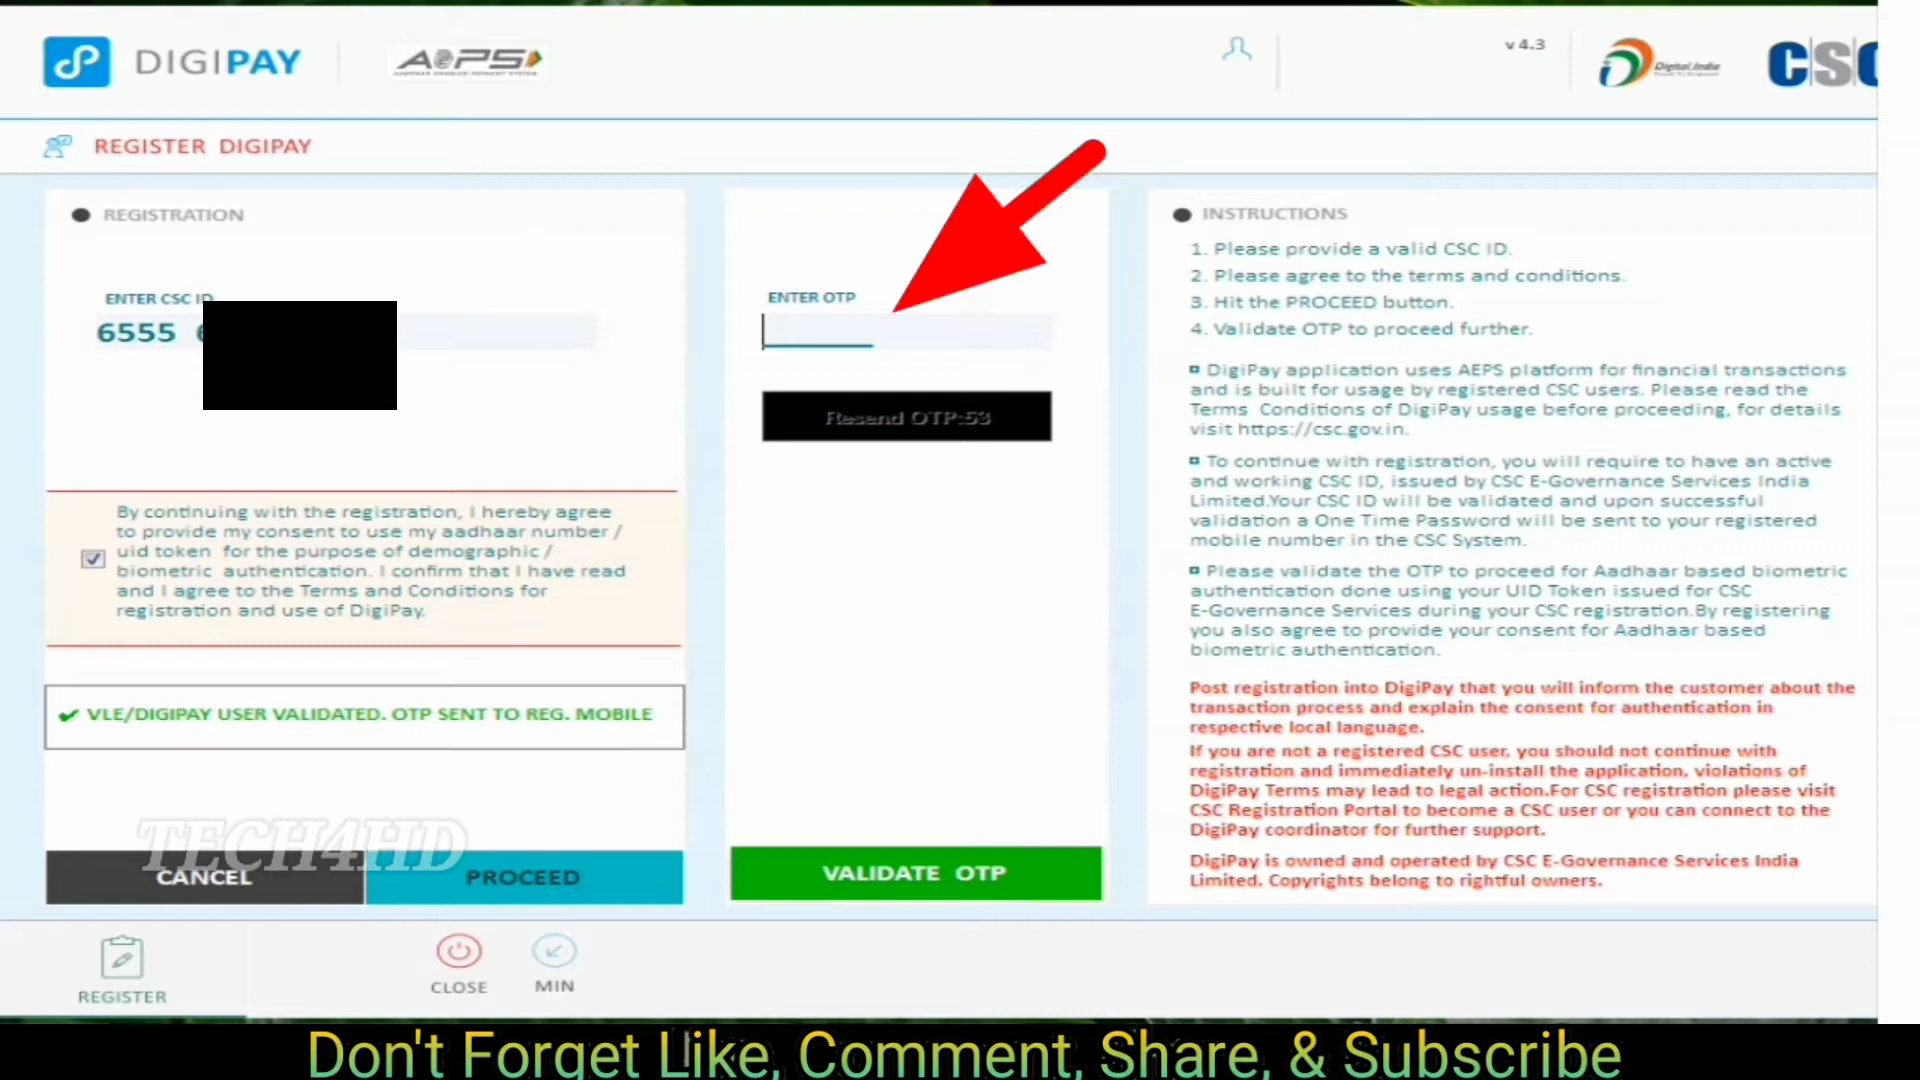 DIGIPAY
AePS
AADHAAR ENABLED PAYMENT SYSTEM
v 4.3
Digital India
Power To Empower
CSC
REGISTER DIGIPAY
REGISTRATION
ENTER CSC ID
6555
By continuing with the registration, I hereby agree
to provide my consent to use my aadhaar number /
uid token for the purpose of demographic /
biometric authentication. I confirm that I have read
and I agree to the Terms and Conditions for
registration and use of DigiPay.
✔ VLE/DIGIPAY USER VALIDATED. OTP SENT TO REG. MOBILE
TECH4HD
CANCEL
PROCEED
ENTER OTP
Resend OTP:53
VALIDATE OTP
INSTRUCTIONS
1. Please provide a valid CSC ID.
2. Please agree to the terms and conditions.
3. Hit the PROCEED button.
4. Validate OTP to proceed further.
DigiPay application uses AEPS platform for financial transactions
and is built for usage by registered CSC users. Please read the
Terms Conditions of DigiPay usage before proceeding, for details
visit https://csc.gov.in.
To continue with registration, you will require to have an active
and working CSC ID, issued by CSC E-Governance Services India
Limited.Your CSC ID will be validated and upon successful
validation a One Time Password will be sent to your registered
mobile number in the CSC System.
Please validate the OTP to proceed for Aadhaar based biometric
authentication done using your UID Token issued for CSC
E-Governance Services during your CSC registration.By registering
you also agree to provide your consent for Aadhaar based
biometric authentication.
Post registration into DigiPay that you will inform the customer about the
transaction process and explain the consent for authentication in
respective local language.
If you are not a registered CSC user, you should not continue with
registration and immediately un-install the application, violations of
DigiPay Terms may lead to legal action.For CSC registration please visit
CSC Registration Portal to become a CSC user or you can connect to the
DigiPay coordinator for further support.
DigiPay is owned and operated by CSC E-Governance Services India
Limited. Copyrights belong to rightful owners.
REGISTER
CLOSE
MIN
Don't Forget Like, Comment, Share, & Subscribe